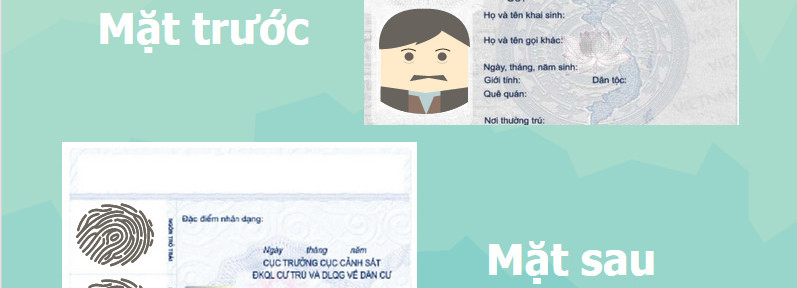 Mặt trước
Họ và tên khai sinh:
Họ và tên gọi khác:
Ngày, tháng, năm sinh:
Giới tính: Dân tộc:
Quê quán:
Nơi thường trú:
Đặc điểm nhân dạng:
NGÓN TRỎ TRÁI
Ngày tháng năm
CỤC TRƯỞNG CỤC CẢNH SÁT
ĐKQL CƯ TRÚ VÀ DLQG VỀ DÂN CƯ
Mặt sau